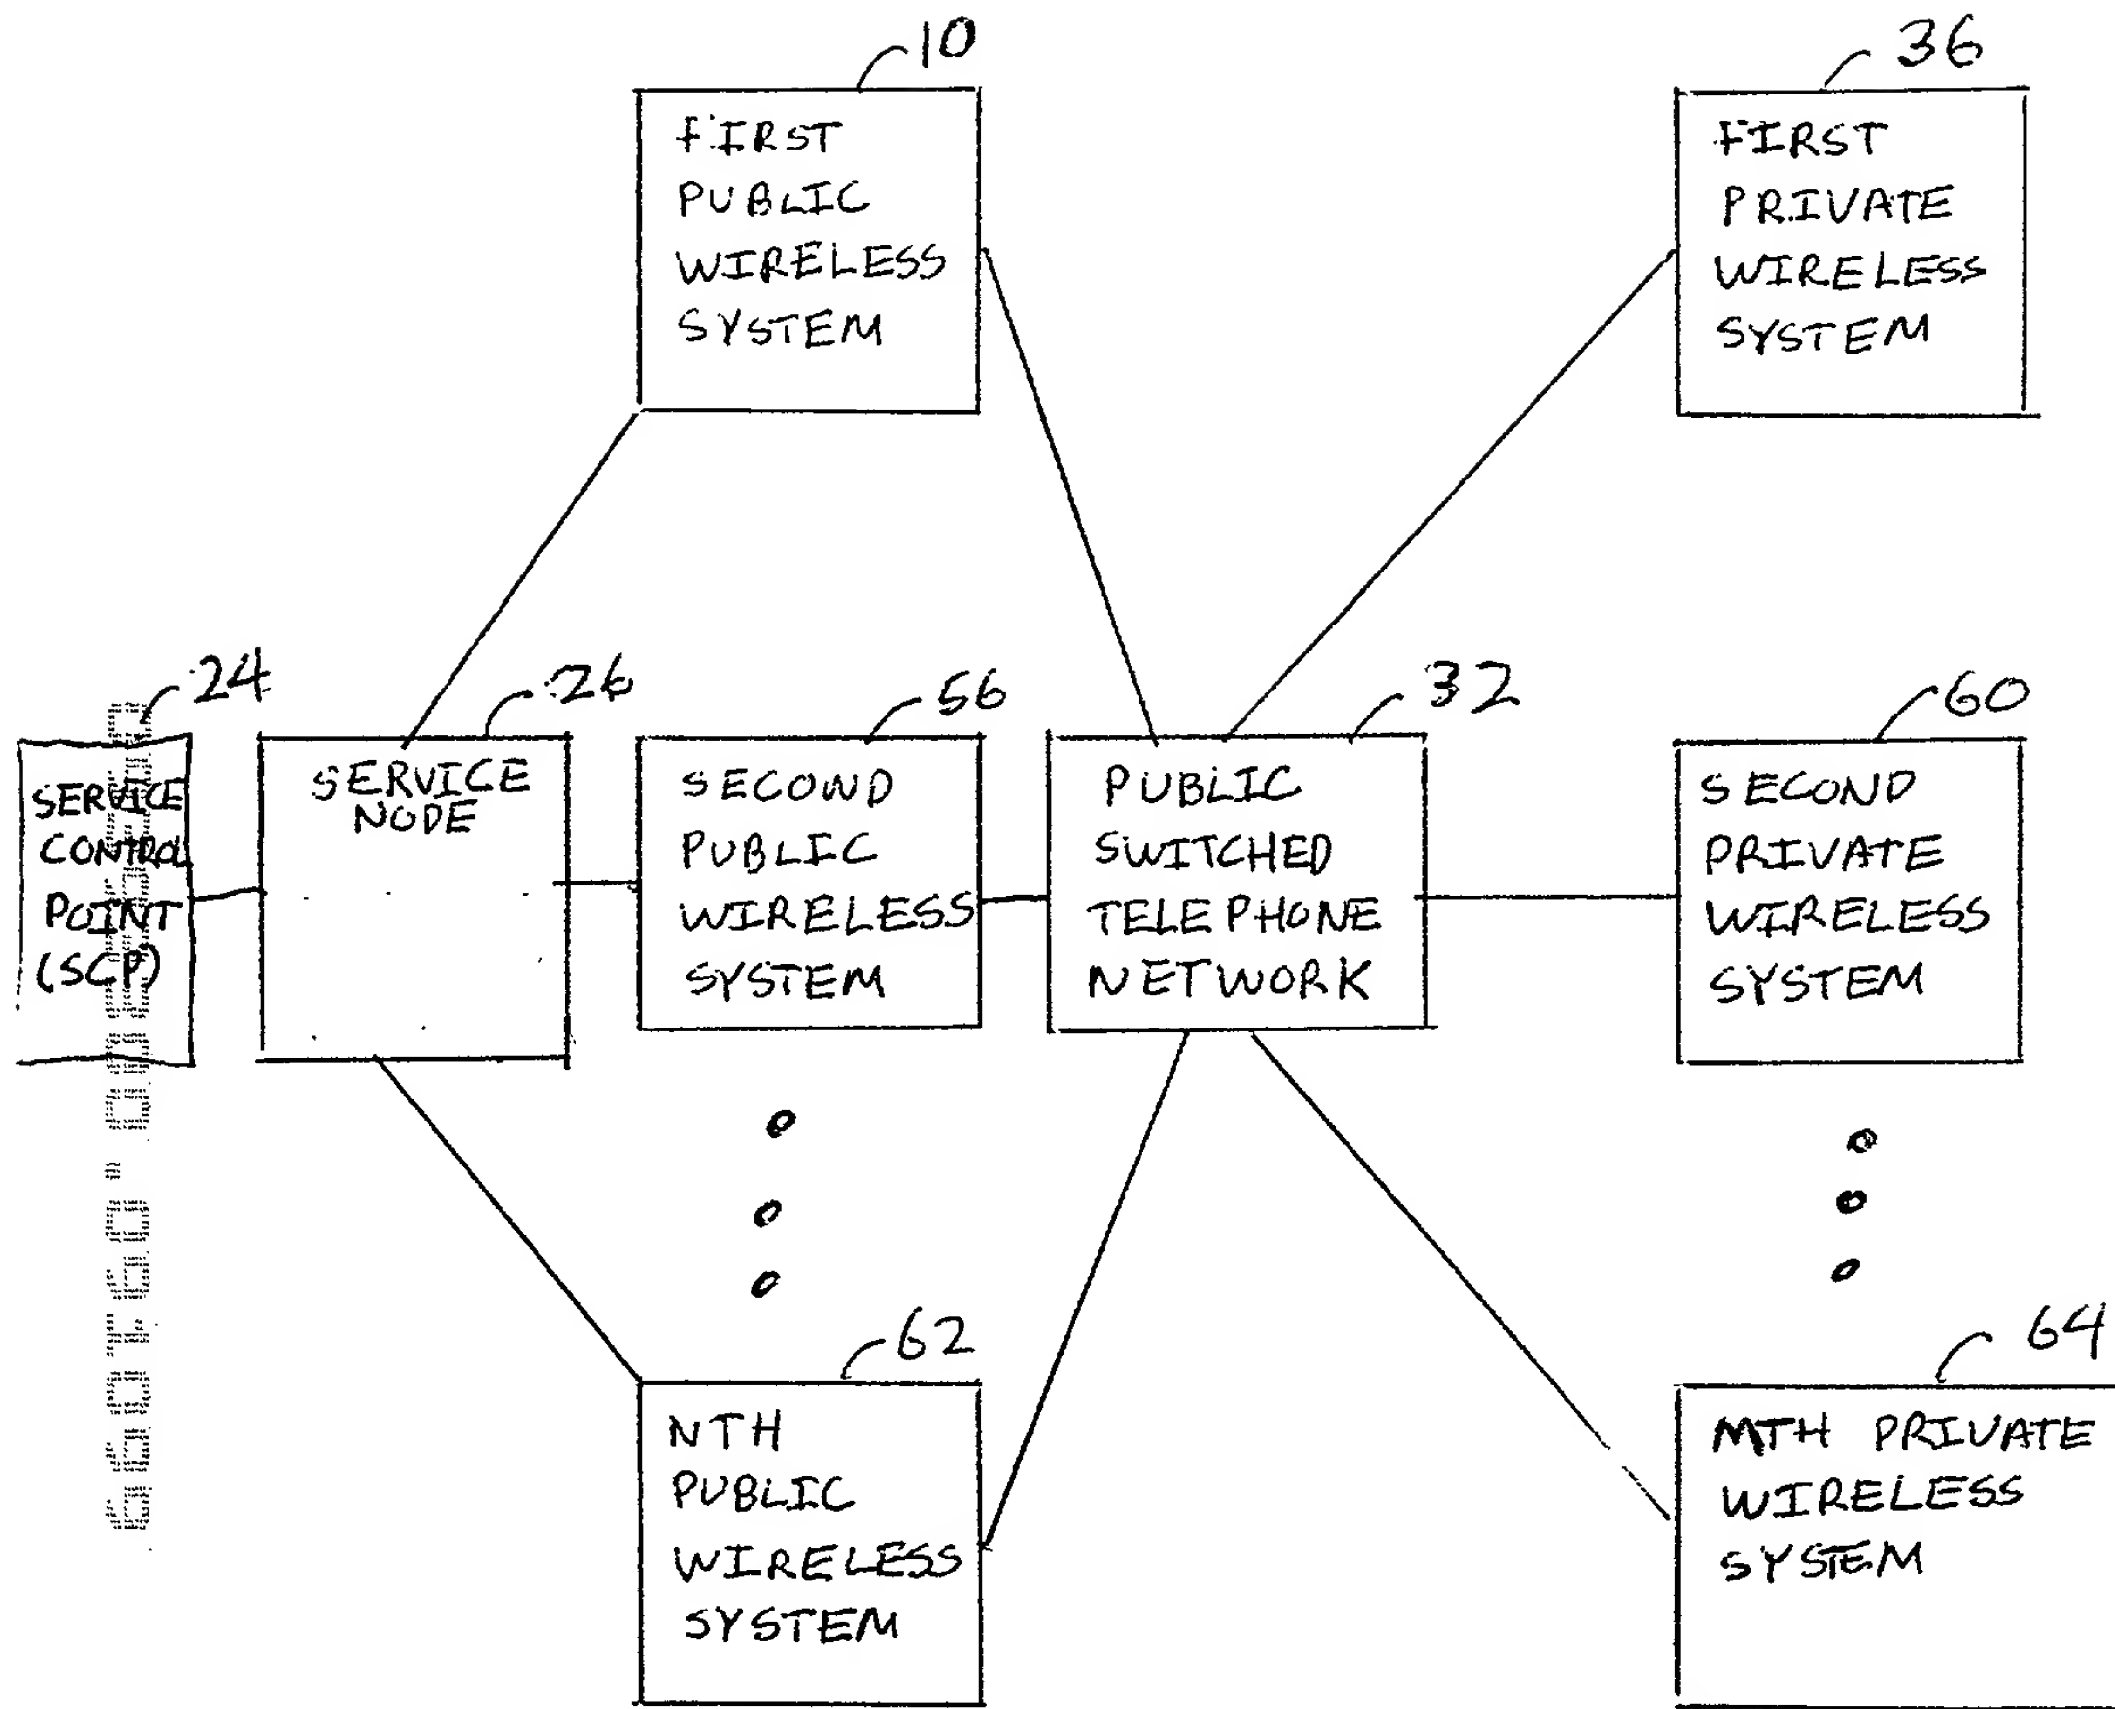 10
FIRST
PUBLIC
WIRELESS
SYSTEM
36
FIRST
PRIVATE
WIRELESS
SYSTEM
24
SERVICE
CONTROL
POINT
(SCP)
26
SERVICE
NODE
56
SECOND
PUBLIC
WIRELESS
SYSTEM
32
PUBLIC
SWITCHED
TELEPHONE
NETWORK
60
SECOND
PRIVATE
WIRELESS
SYSTEM
62
NTH
PUBLIC
WIRELESS
SYSTEM
64
MTH PRIVATE
WIRELESS
SYSTEM